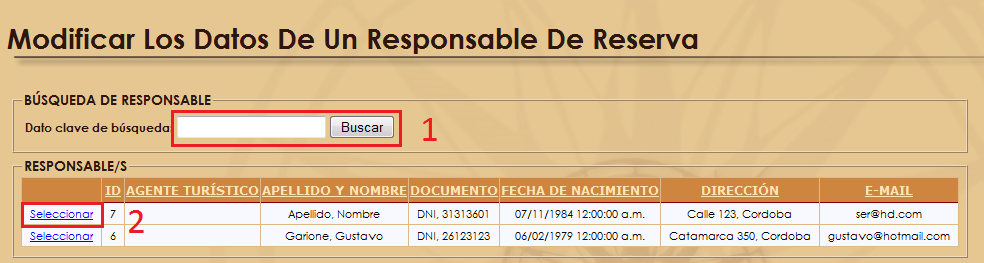 Modificar Los Datos De Un Responsable De Reserva
BÚSQUEDA DE RESPONSABLE
Dato clave de búsqueda: Buscar 1
RESPONSABLE/S
ID AGENTE TURÍSTICO APELLIDO Y NOMBRE DOCUMENTO FECHA DE NACIMIENTO DIRECCIÓN E-MAIL
Seleccionar 7 2 Apellido, Nombre DNI, 31313601 07/11/1984 12:00:00 a.m. Calle 123, Cordoba ser@hd.com
Seleccionar 6 Garione, Gustavo DNI, 26123123 06/02/1979 12:00:00 a.m. Catamarca 350, Cordoba gustavo@hotmail.com